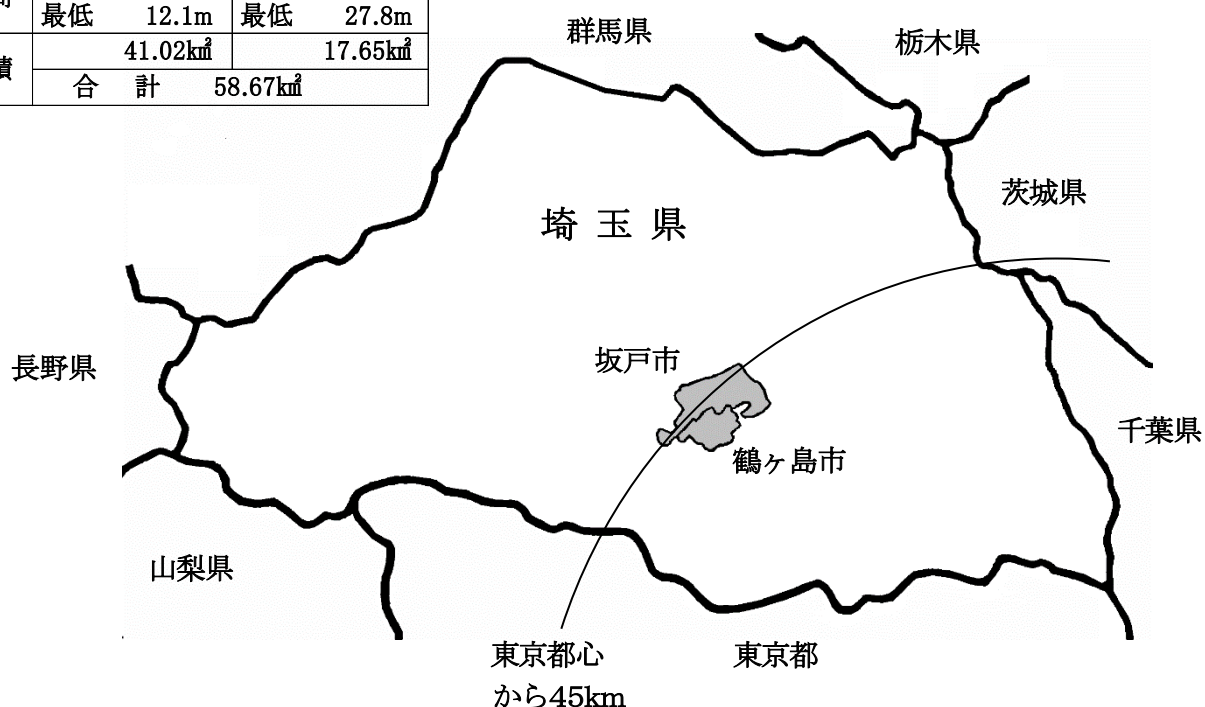 最低 12.1m 最低 27.8m
41.02k㎡ 17.65k㎡
積
合 計 58.67k㎡
群馬県
栃木県
茨城県
埼玉県
坂戸市
長野県
千葉県
鶴ヶ島市
山梨県
東京都心
から45km
東京都